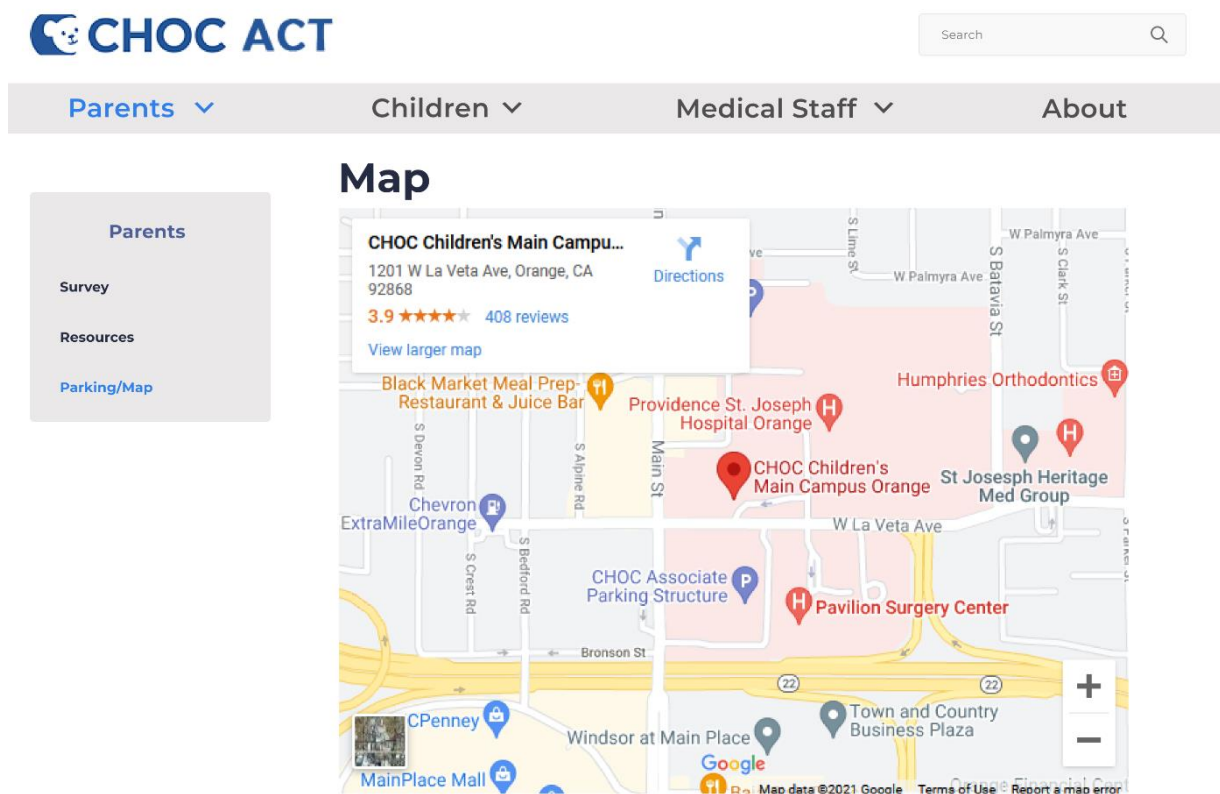 CHOC ACT
Search
Parents
Children
Medical Staff
About
Map
Parents
Survey
Resources
Parking/Map
CHOC Children's Main Campu...
1201 W La Veta Ave, Orange, CA
92868
3.9
408 reviews
View larger map
Directions
ve
S Lime St
W Palmyra Ave
W Palmyra Ave
S Batavia St
S Clark St
Black Market Meal Prep-
Restaurant & Juice Bar
Providence St. Joseph
Hospital Orange
H
Humphries Orthodontics
H
S Devon Rd
S Alpine Rd
Main St
CHOC Children's
Main Campus Orange
St Josesph Heritage
Med Group
Chevron
ExtraMileOrange
W La Veta Ave
S Crest Rd
S Bedford Rd
CHOC Associate
Parking Structure
P
H
Pavilion Surgery Center
Bronson St
22
22
CPenney
Windsor at Main Place
Town and Country
Business Plaza
MainPlace Mall
Google
Map data ©2021 Google
Terms of Use
Report a map error